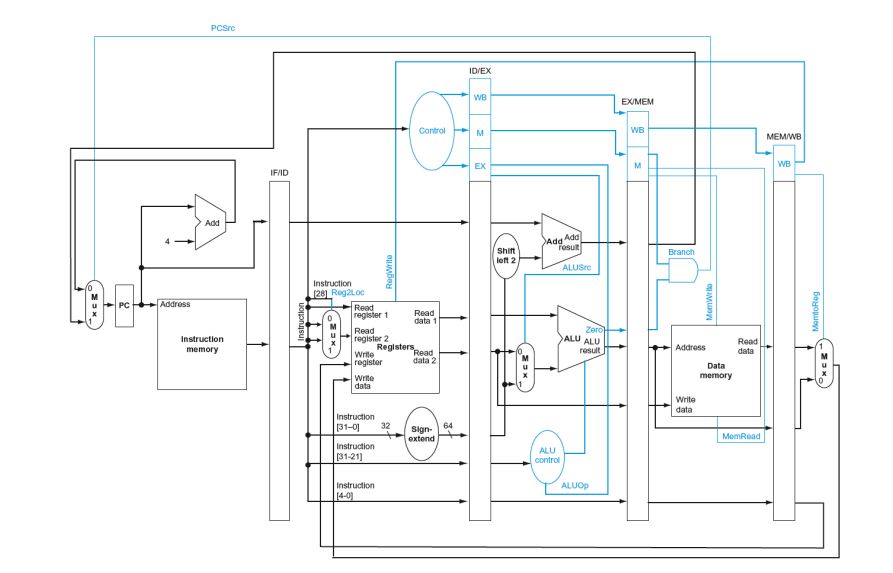 PCSrc
ID/EX
WB
EX/MEM
Control
M
WB
MEM/WB
EX
M
WB
IF/ID
Add
4
Shift
left 2
Add
Add
result
Branch
ALUSrc
RegWrite
MemWrite
MemtoReg
Instruction
[28]
Reg2Loc
0
M
u
x
1
PC
Address
Instruction
memory
Instruction
0
M
u
x
1
Read
register 1
Read
data 1
Read
register 2
Registers
Write
register
Read
data 2
Write
data
0
M
u
x
1
ALU
Zero
ALU
result
Address
Read
data
Data
memory
Write
data
MemRead
1
M
u
x
0
Instruction
[31–0]
32
Sign-
extend
64
Instruction
[31-21]
ALU
control
Instruction
[4-0]
ALUOp